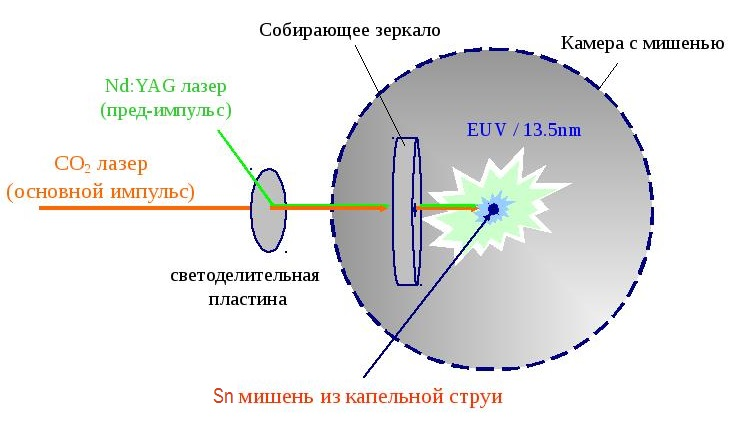 Собирающее зеркало
Камера с мишенью
Nd:YAG лазер
(пред-импульс)
EUV / 13.5nm
CO₂ лазер
(основной импульс)
светоделительная
пластина
Sn мишень из капельной струи